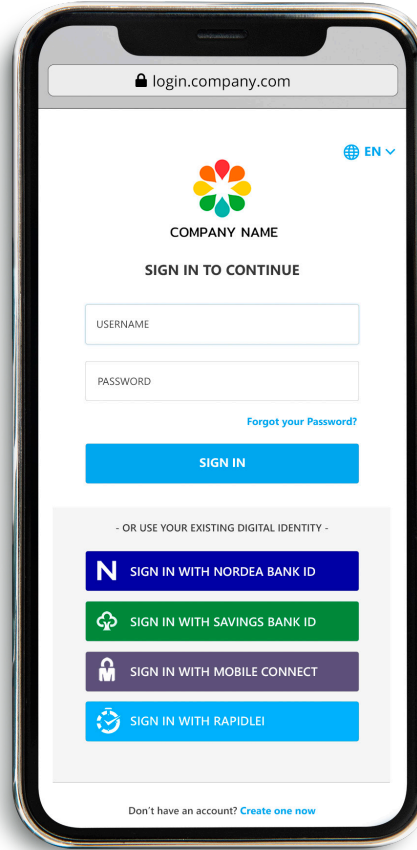 login.company.com
EN
COMPANY NAME
SIGN IN TO CONTINUE
USERNAME
PASSWORD
Forgot your Password?
SIGN IN
- OR USE YOUR EXISTING DIGITAL IDENTITY -
N SIGN IN WITH NORDEA BANK ID
SIGN IN WITH SAVINGS BANK ID
M SIGN IN WITH MOBILE CONNECT
SIGN IN WITH RAPIDLEI
Don't have an account? Create one now